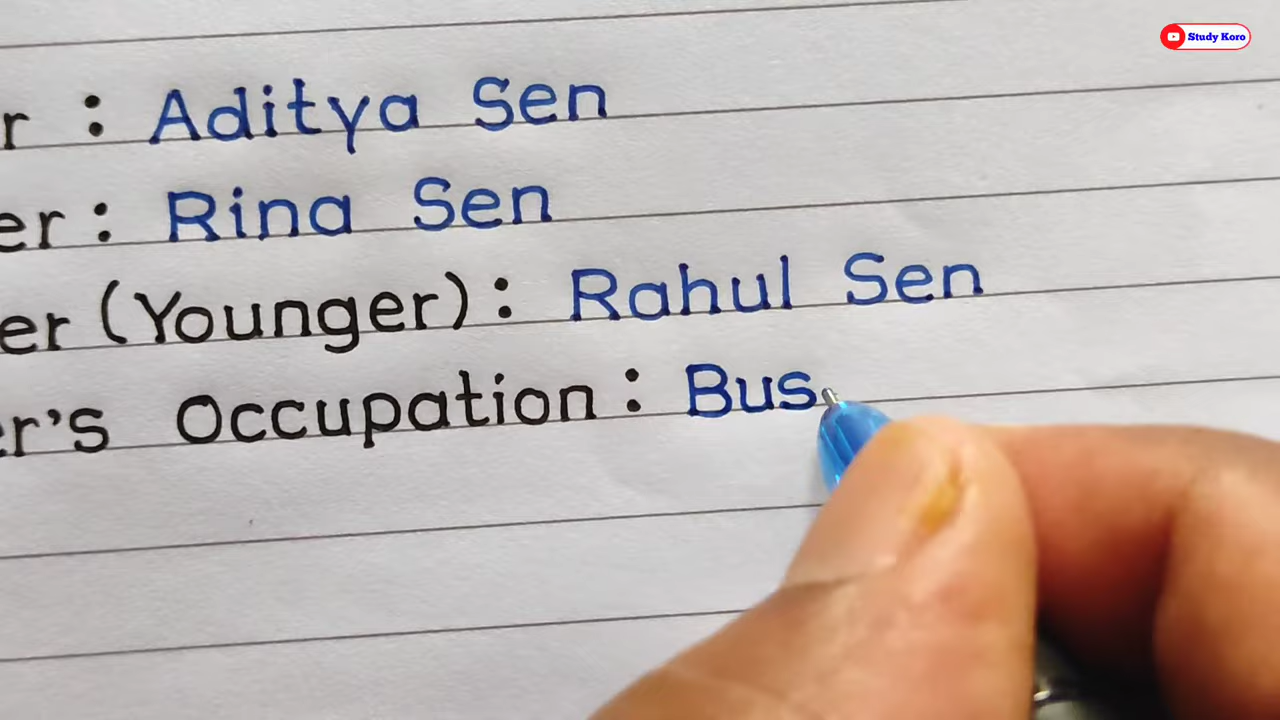 Study Koro
r : Aditya Sen
er : Rina Sen
er (Younger) : Rahul Sen
er's Occupation : Bus